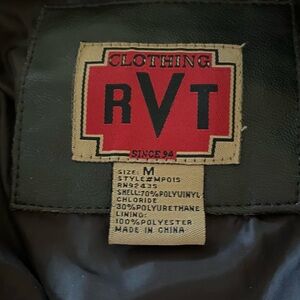 CLOTHING
RVT
SINCE 94
SIZE: M
STYLE#MP015
RN92435
SHELL:70%POLYVINYL
CHLORIDE
30%POLYURETHANE
LINING:
100%POLYESTER
MADE IN CHINA